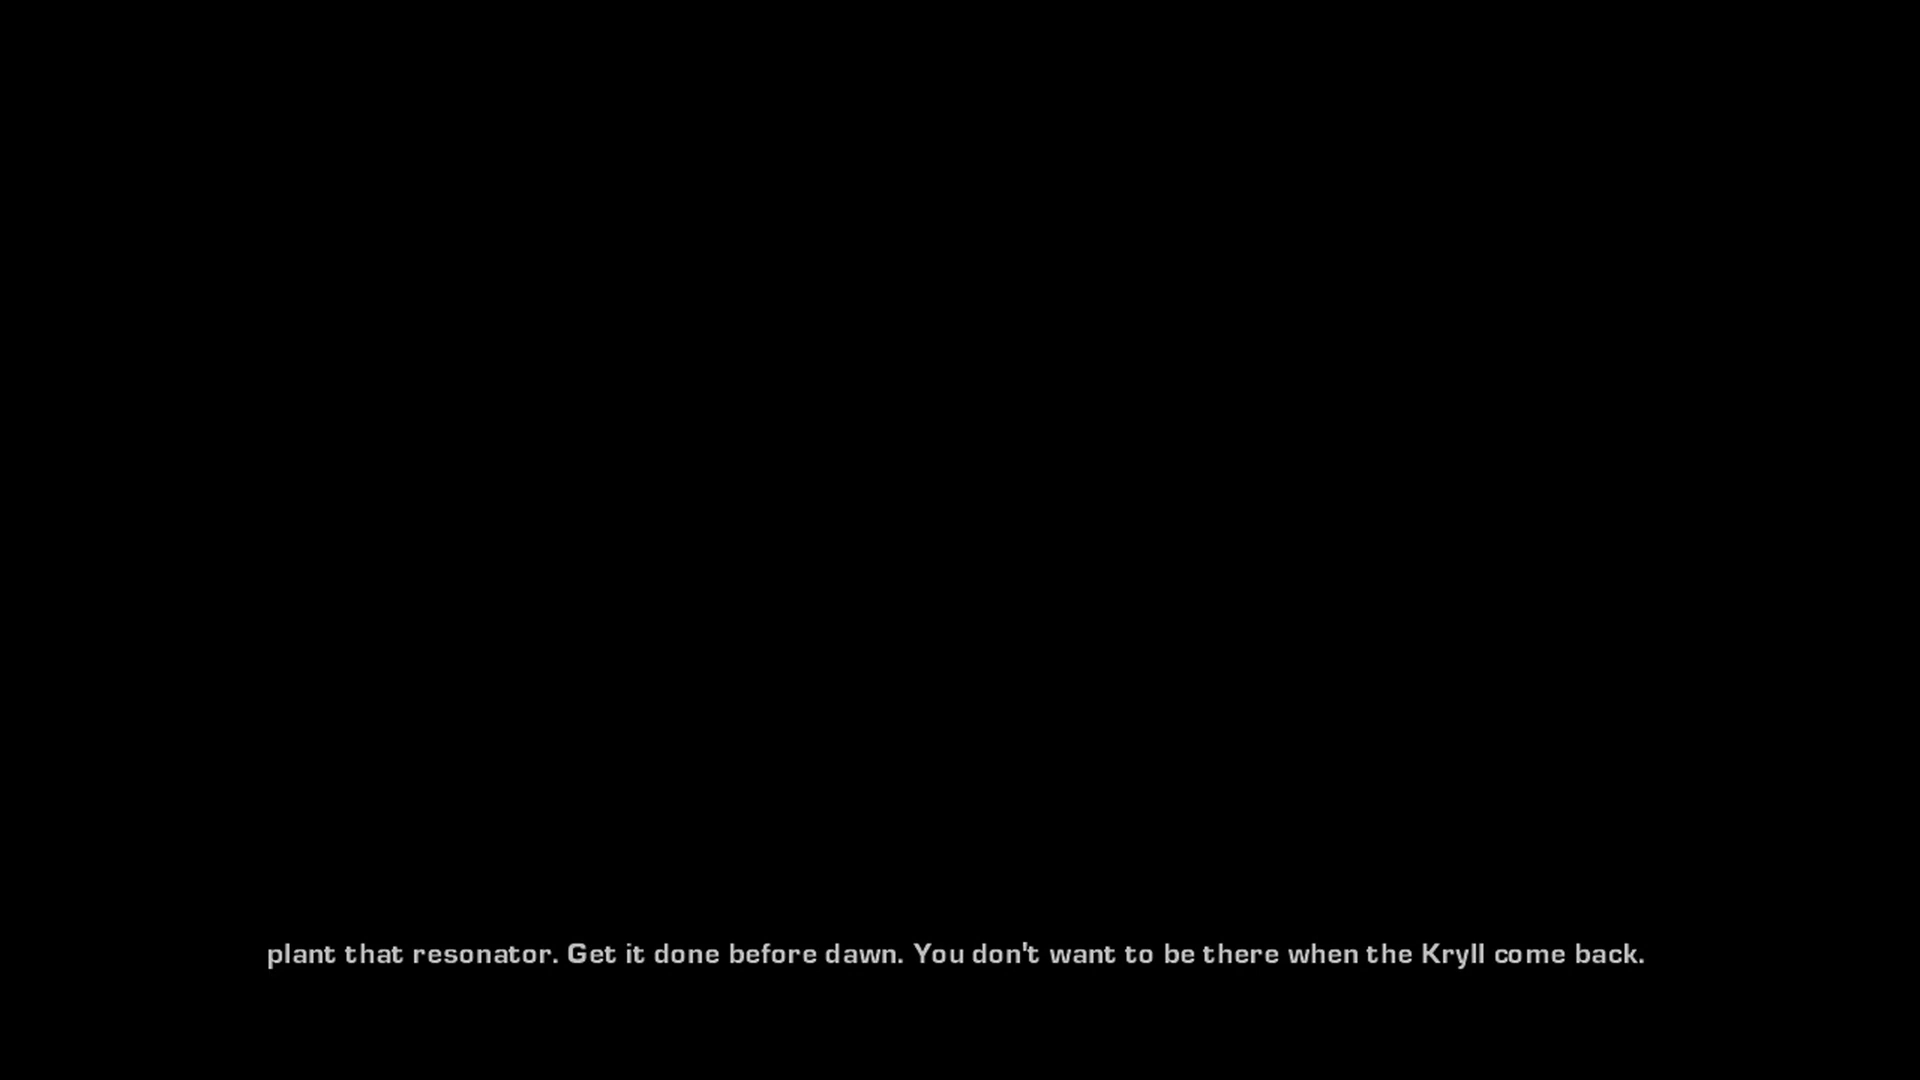 plant that resonator. Get it done before dawn. You don't want to be there when the Kryll come back.